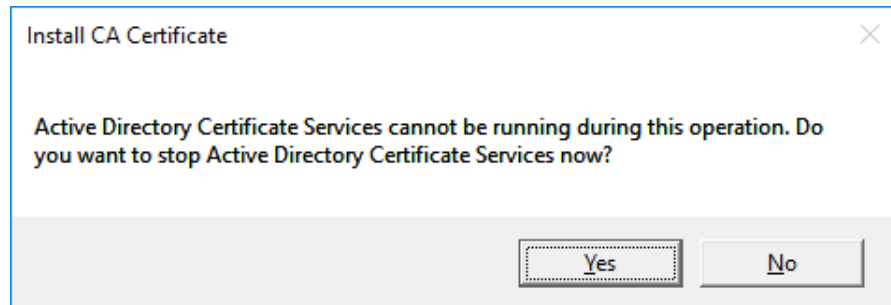 Install CA Certificate
Active Directory Certificate Services cannot be running during this operation. Do
you want to stop Active Directory Certificate Services now?
Yes
No